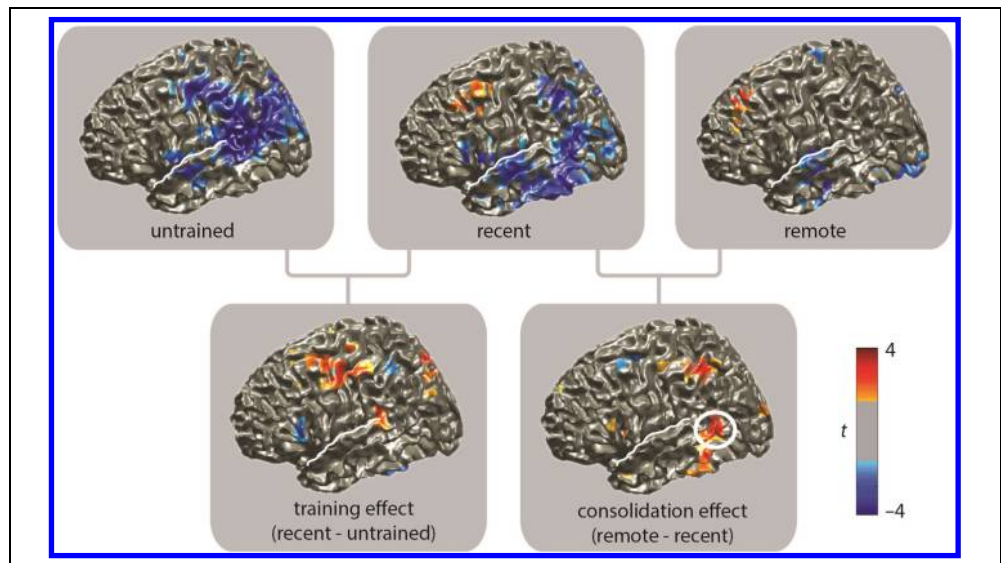 untrained
recent
remote
training effect
(recent - untrained)
consolidation effect
(remote - recent)
4
t
–4